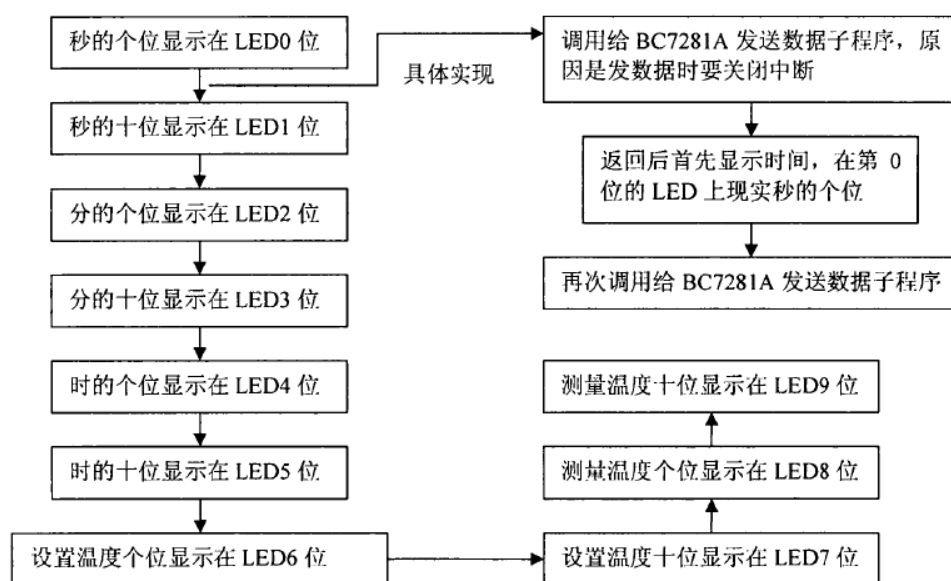 秒的个位显示在 LED0 位
秒的十位显示在 LED1 位
分的个位显示在 LED2 位
分的十位显示在 LED3 位
时的个位显示在 LED4 位
时的十位显示在 LED5 位
设置温度个位显示在 LED6 位
具体实现
调用给 BC7281A 发送数据子程序，原
因是发数据时要关闭中断
返回后首先显示时间，在第 0
位的 LED 上现实秒的个位
再次调用给 BC7281A 发送数据子程序
测量温度十位显示在 LED9 位
测量温度个位显示在 LED8 位
设置温度十位显示在 LED7 位